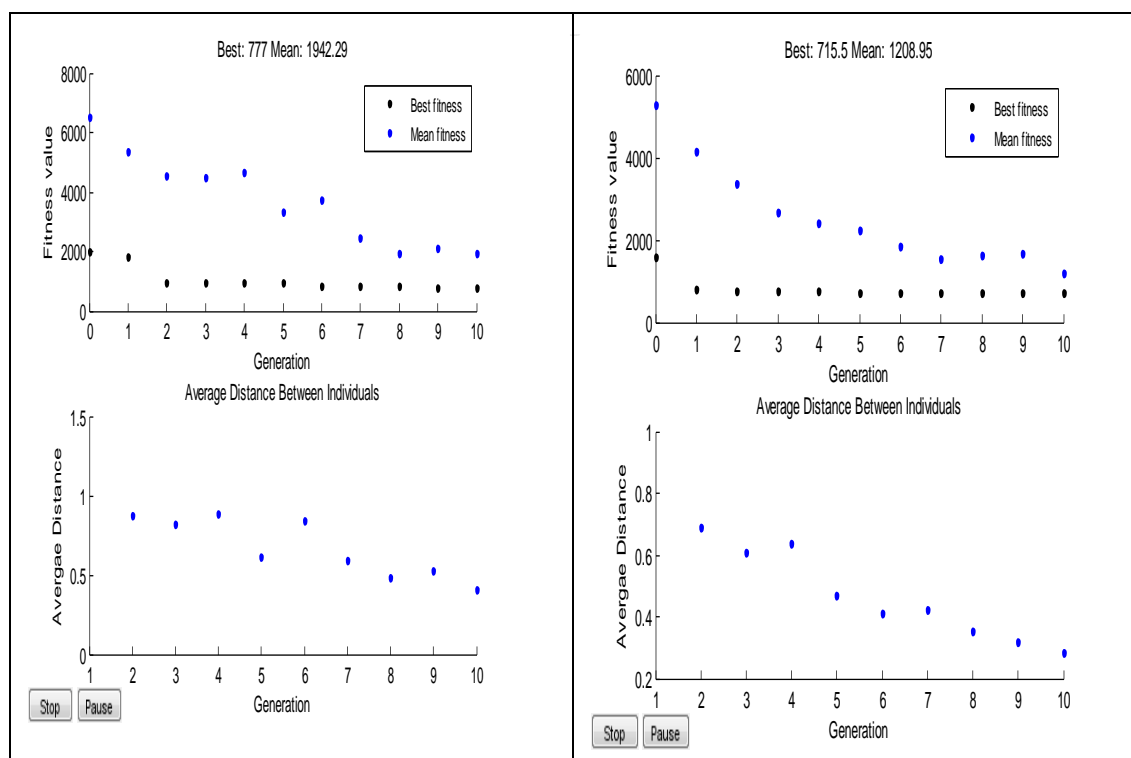 Best: 777 Mean: 1942.29
8000
6000
4000
2000
0
Fitness value
Best fitness
Mean fitness
0 1 2 3 4 5 6 7 8 9 10
Generation
Average Distance Between Individuals
1.5
1
0.5
0
Avergae Distance
1 2 3 4 5 6 7 8 9 10
Generation
Stop Pause
Best: 715.5 Mean: 1208.95
6000
4000
2000
0
Fitness value
Best fitness
Mean fitness
0 1 2 3 4 5 6 7 8 9 10
Generation
Average Distance Between Individuals
1
0.8
0.6
0.4
0.2
Avergae Distance
1 2 3 4 5 6 7 8 9 10
Generation
Stop Pause